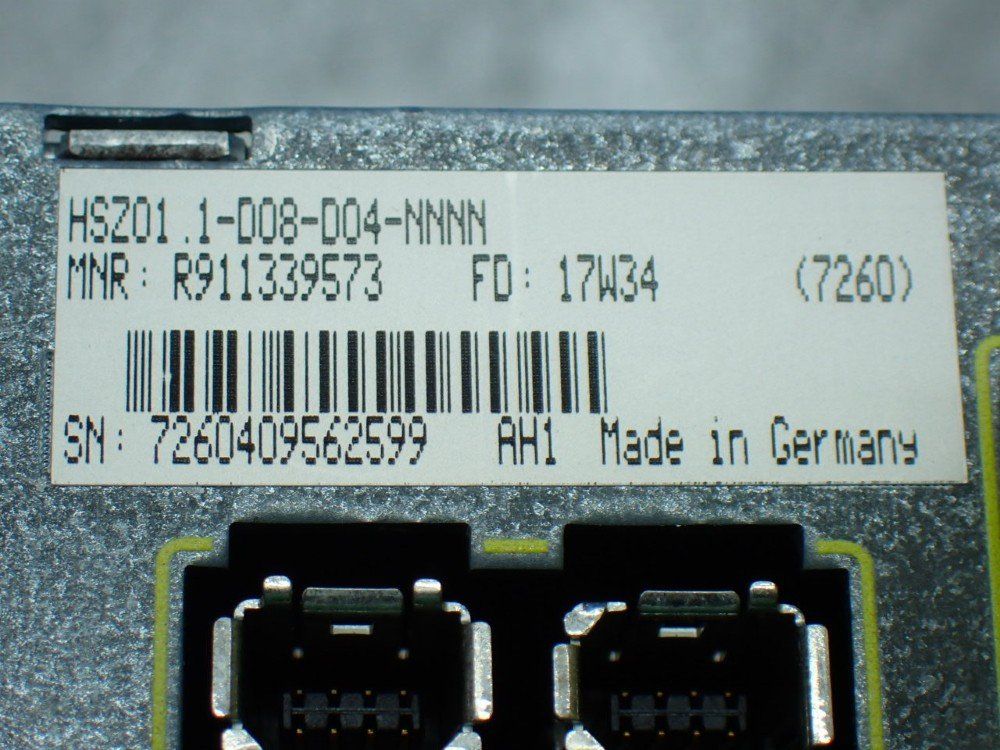 HSZ01.1-D08-D04-NNNN
MNR: R911339573 FD: 17W34 (7260)
SN: 7260409562599 AH1 Made in Germany